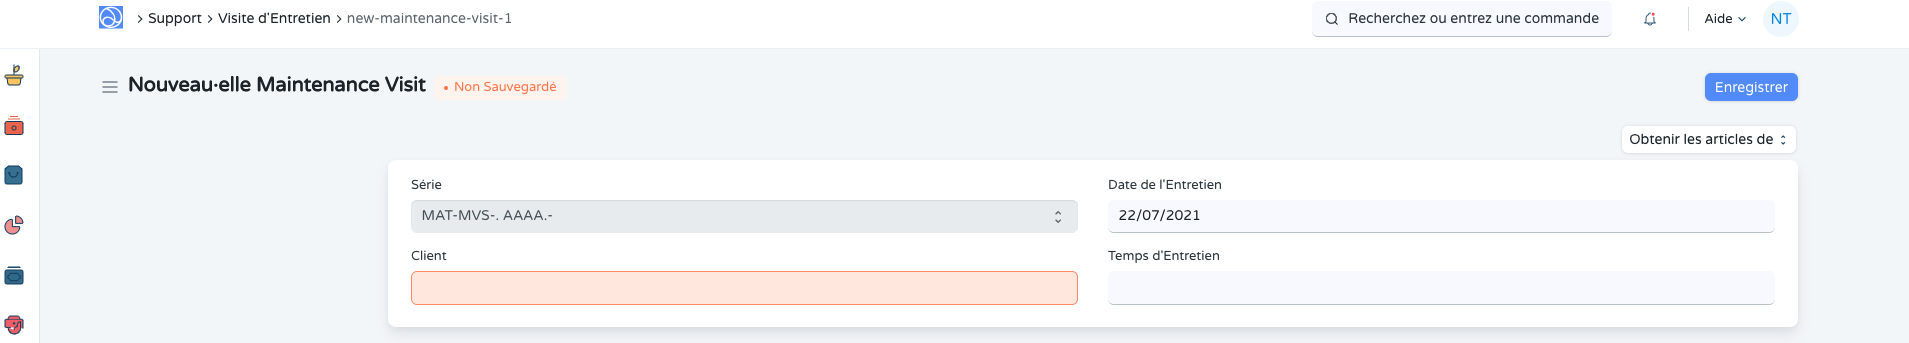 Support > Visite d'Entretien > new-maintenance-visit-1
Recherchez ou entrez une commande
Aide
NT
Nouveau·elle Maintenance Visit
• Non Sauvegardé
Enregistrer
Obtenir les articles de
Série
MAT-MVS-. AAAA.-
Date de l'Entretien
22/07/2021
Client
Temps d'Entretien